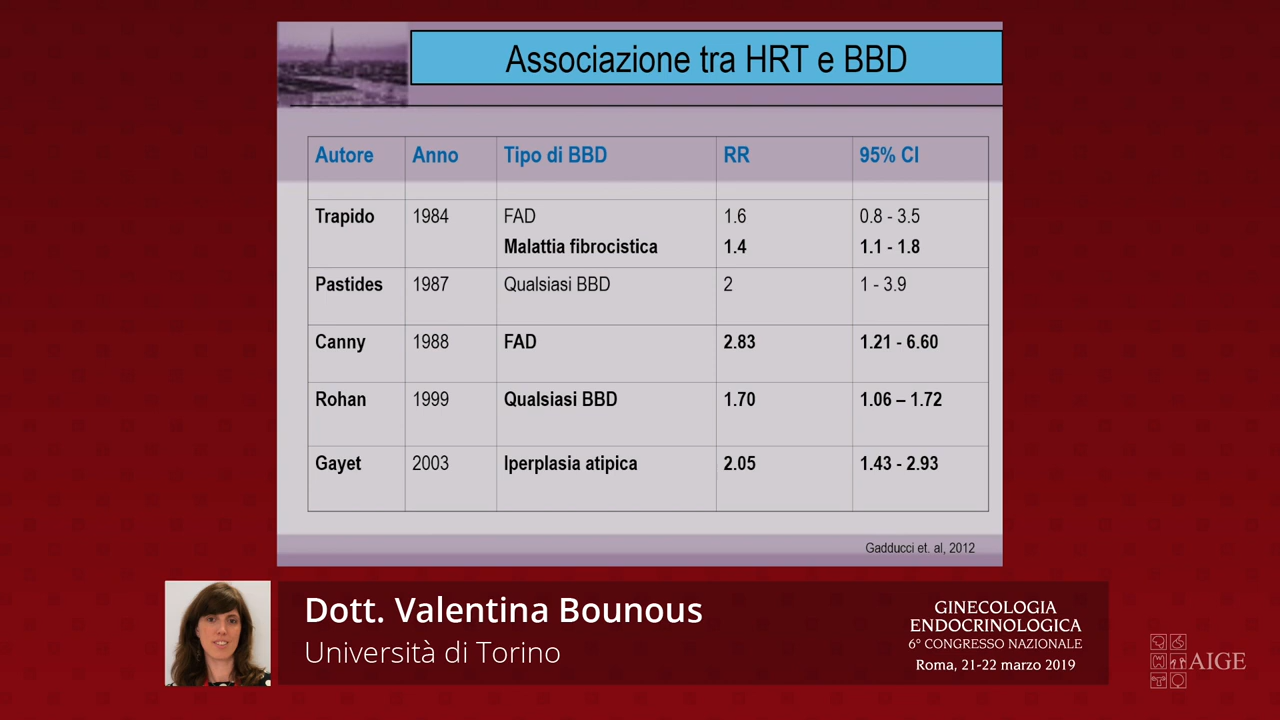 Associazione tra HRT e BBD
Autore Anno Tipo di BBD RR 95% CI
Trapido 1984 FAD 1.6 0.8 - 3.5
Malattia fibrocistica 1.4 1.1 - 1.8
Pastides 1987 Qualsiasi BBD 2 1 - 3.9
Canny 1988 FAD 2.83 1.21 - 6.60
Rohan 1999 Qualsiasi BBD 1.70 1.06 – 1.72
Gayet 2003 Iperplasia atipica 2.05 1.43 - 2.93
Gadducci et. al, 2012
Dott. Valentina Bounous
Università di Torino
GINECOLOGIA
ENDOCRINOLOGICA
6° CONGRESSO NAZIONALE
Roma, 21-22 marzo 2019
AIGE